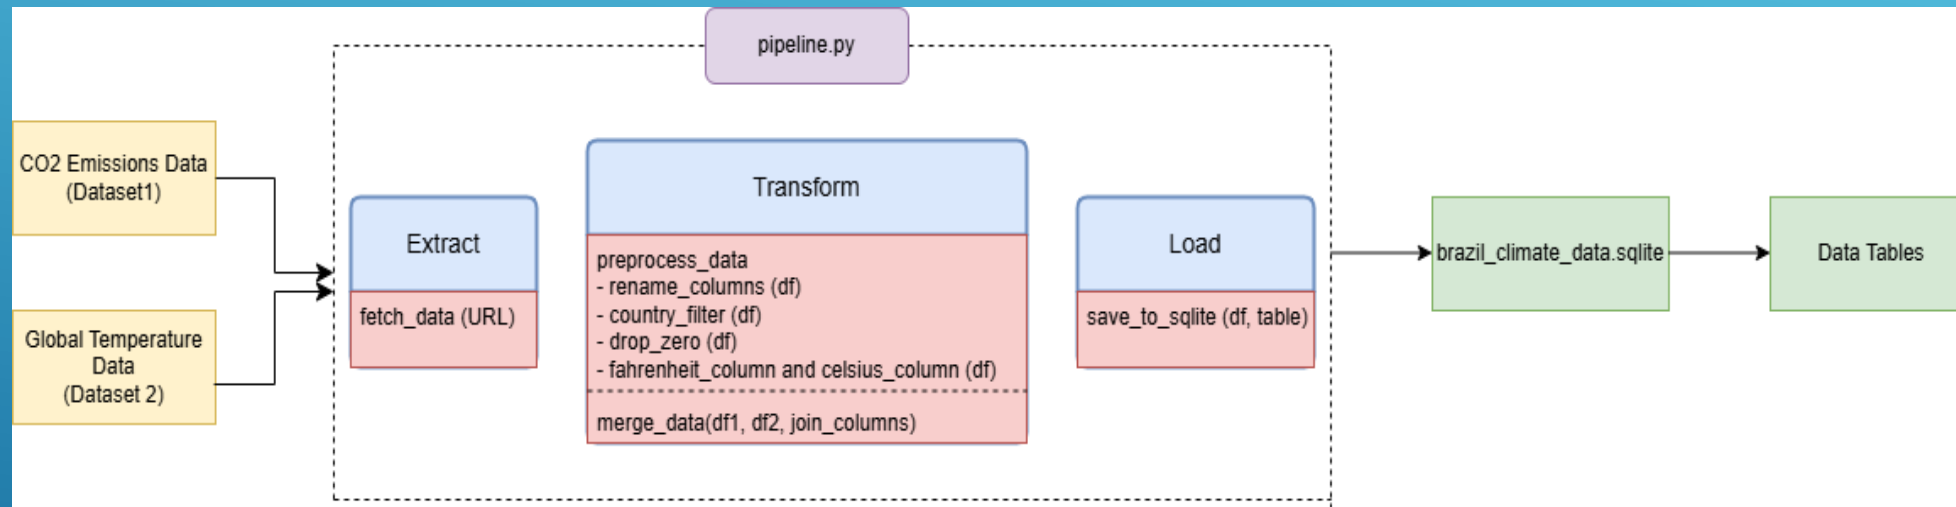 pipeline.py
CO2 Emissions Data
(Dataset1)
Global Temperature
Data
(Dataset 2)
Extract
fetch_data (URL)
Transform
preprocess_data
- rename_columns (df)
- country_filter (df)
- drop_zero (df)
- fahrenheit_column and celsius_column (df)
merge_data(df1, df2, join_columns)
Load
save_to_sqlite (df, table)
brazil_climate_data.sqlite
Data Tables